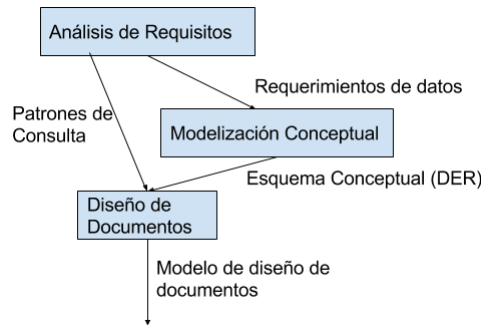 Análisis de Requisitos
Requerimientos de datos
Patrones de
Consulta
Modelización Conceptual
Esquema Conceptual (DER)
Diseño de
Documentos
Modelo de diseño de
documentos